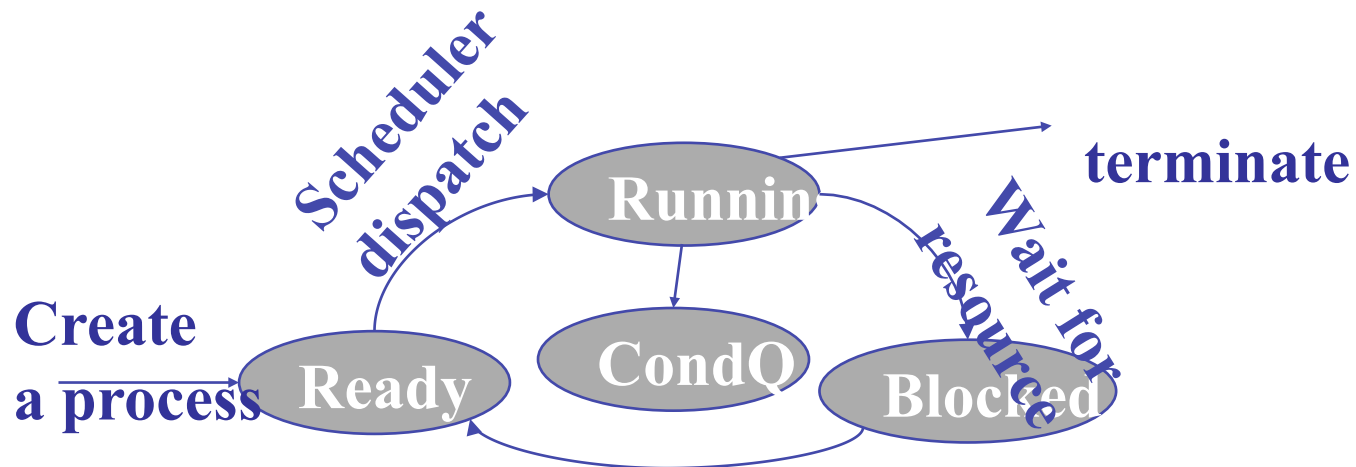 Scheduler
dispatch
Runnin
terminate
Wait for
resource
Create
a process
Ready
CondQ
Blocked